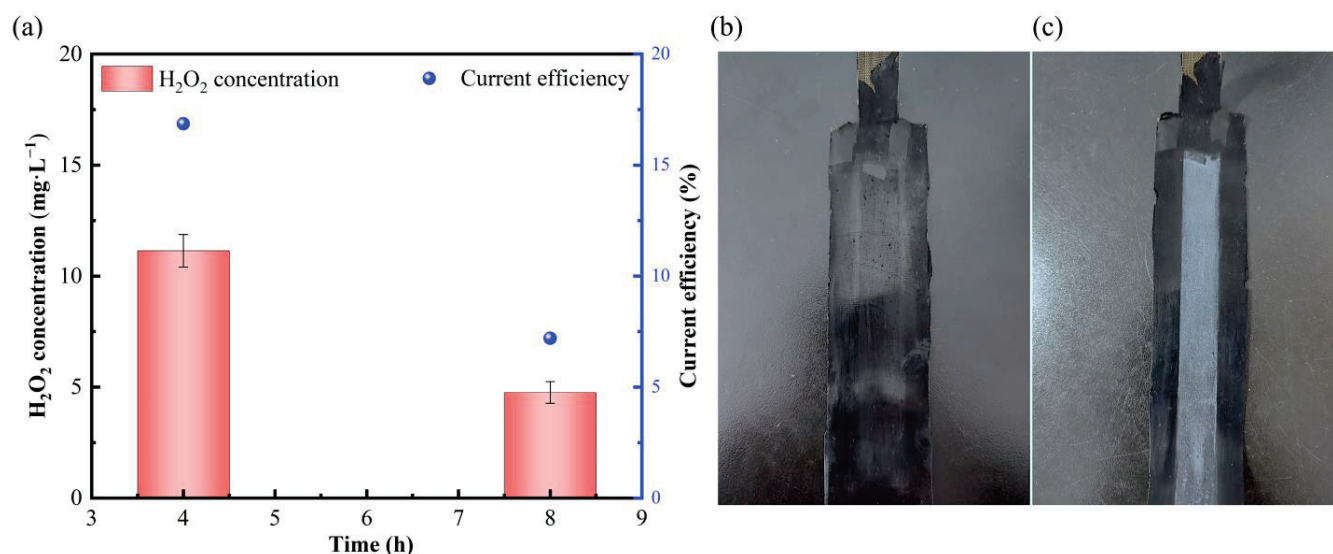 (a)
(b)
(c)
H₂O₂ concentration
Current efficiency
H₂O₂ concentration (mg·L⁻¹)
20
15
10
5
0
Current efficiency (%)
20
15
10
5
0
3 4 5 6 7 8 9
Time (h)